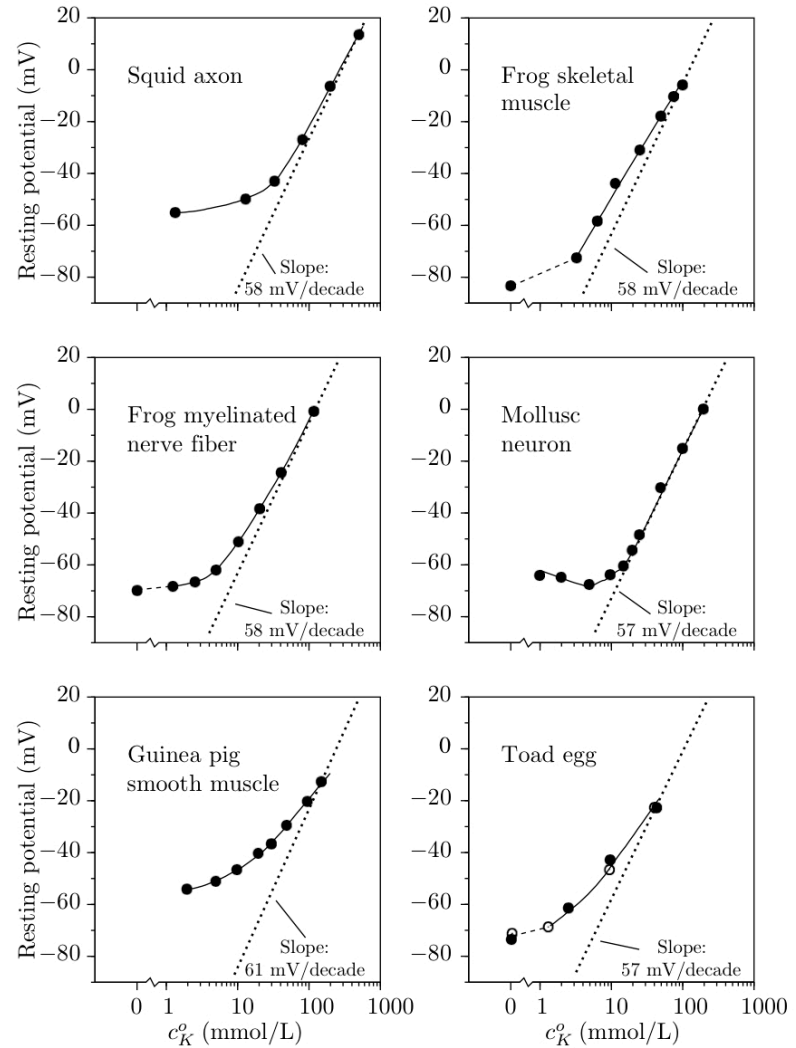 20
0
−20
−40
−60
−80
Resting potential (mV)
Squid axon
Slope:
58 mV/decade
20
0
−20
−40
−60
−80
Frog skeletal
muscle
Slope:
58 mV/decade
20
0
−20
−40
−60
−80
Resting potential (mV)
Frog myelinated
nerve fiber
Slope:
58 mV/decade
20
0
−20
−40
−60
−80
Mollusc
neuron
Slope:
57 mV/decade
20
0
−20
−40
−60
−80
Resting potential (mV)
Guinea pig
smooth muscle
Slope:
61 mV/decade
0 1 10 100 1000
c_K^o (mmol/L)
20
0
−20
−40
−60
−80
Toad egg
Slope:
57 mV/decade
0 1 10 100 1000
c_K^o (mmol/L)